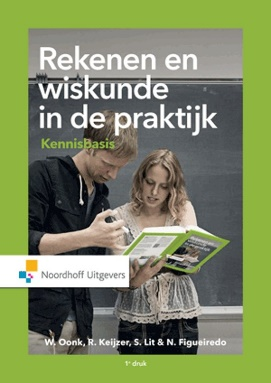 Rekenen en
wiskunde
in de praktijk
Kennisbasis
Noordhoff Uitgevers
W. Oonk, R. Keijzer, S. Lit & N. Figueiredo
1e druk